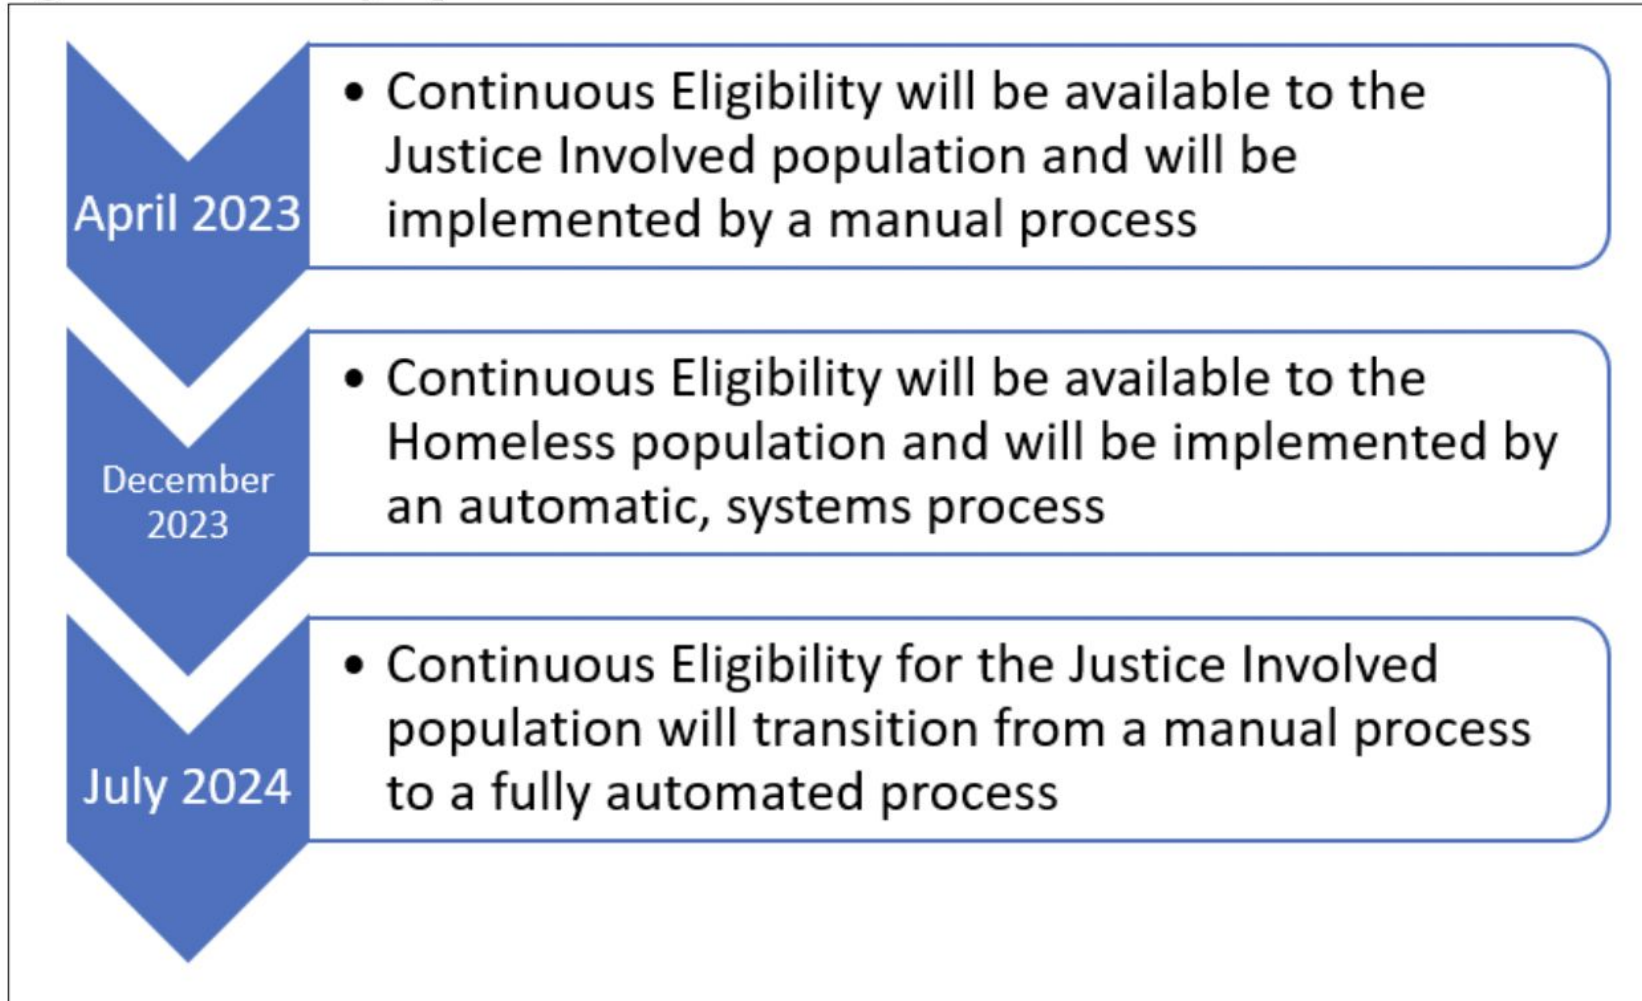 April 2023
• Continuous Eligibility will be available to the
Justice Involved population and will be
implemented by a manual process
December
2023
• Continuous Eligibility will be available to the
Homeless population and will be implemented by
an automatic, systems process
July 2024
• Continuous Eligibility for the Justice Involved
population will transition from a manual process
to a fully automated process